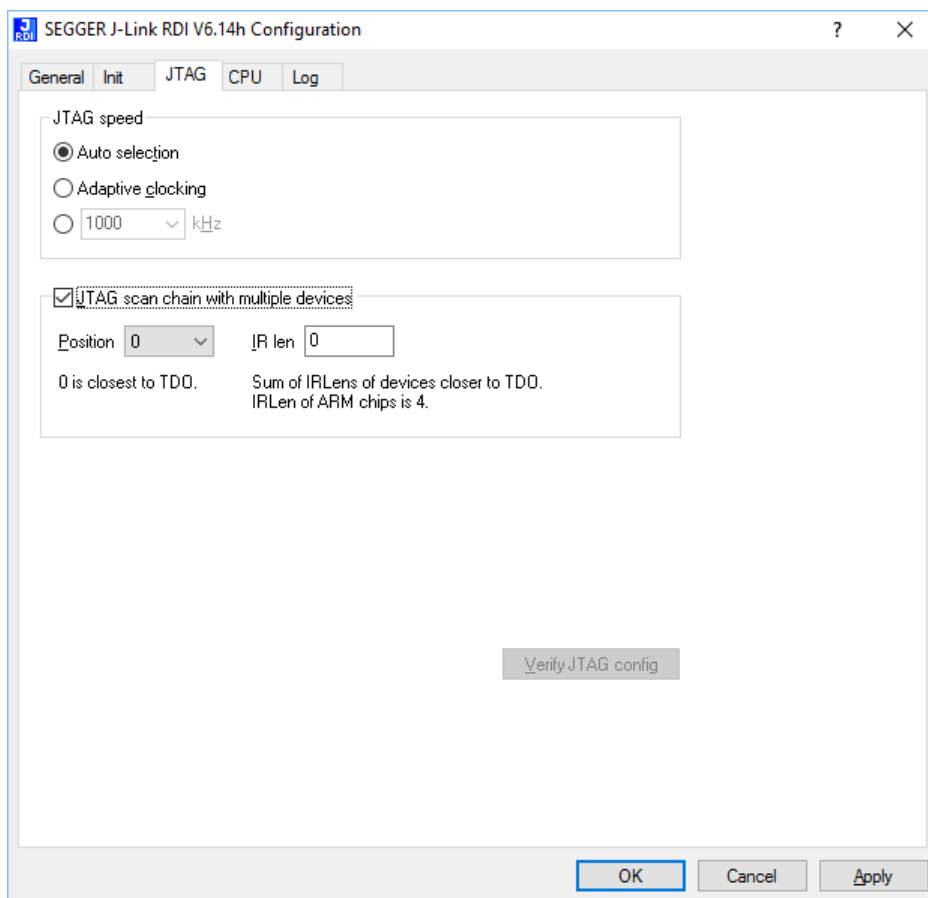 J RDI SEGGER J-Link RDI V6.14h Configuration ?
General Init JTAG CPU Log
JTAG speed
Auto selection
Adaptive clocking
1000 kHz
JTAG scan chain with multiple devices
Position 0 IR len 0
0 is closest to TDO. Sum of IRLens of devices closer to TDO.
IRLen of ARM chips is 4.
Verify JTAG config
OK Cancel Apply